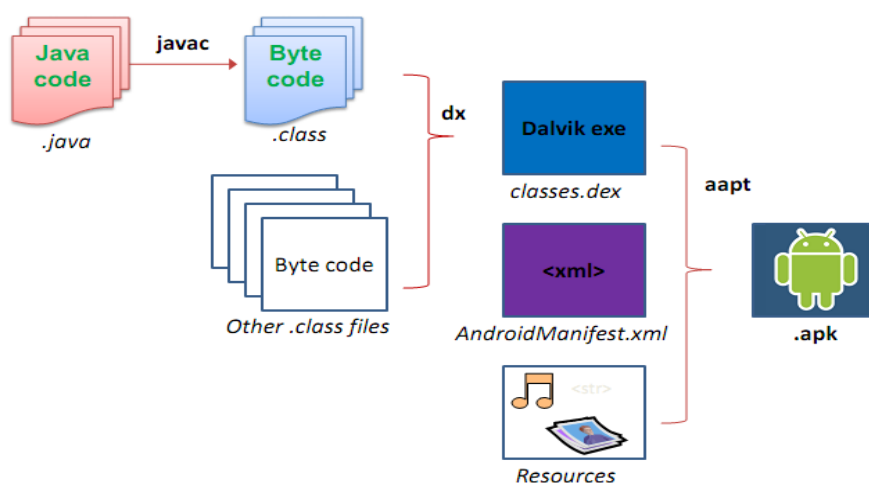 Java
code
.java
javac
Byte
code
.class
Byte code
Other .class files
dx
Dalvik exe
classes.dex
<xml>
AndroidManifest.xml
<str>
Resources
aapt
.apk